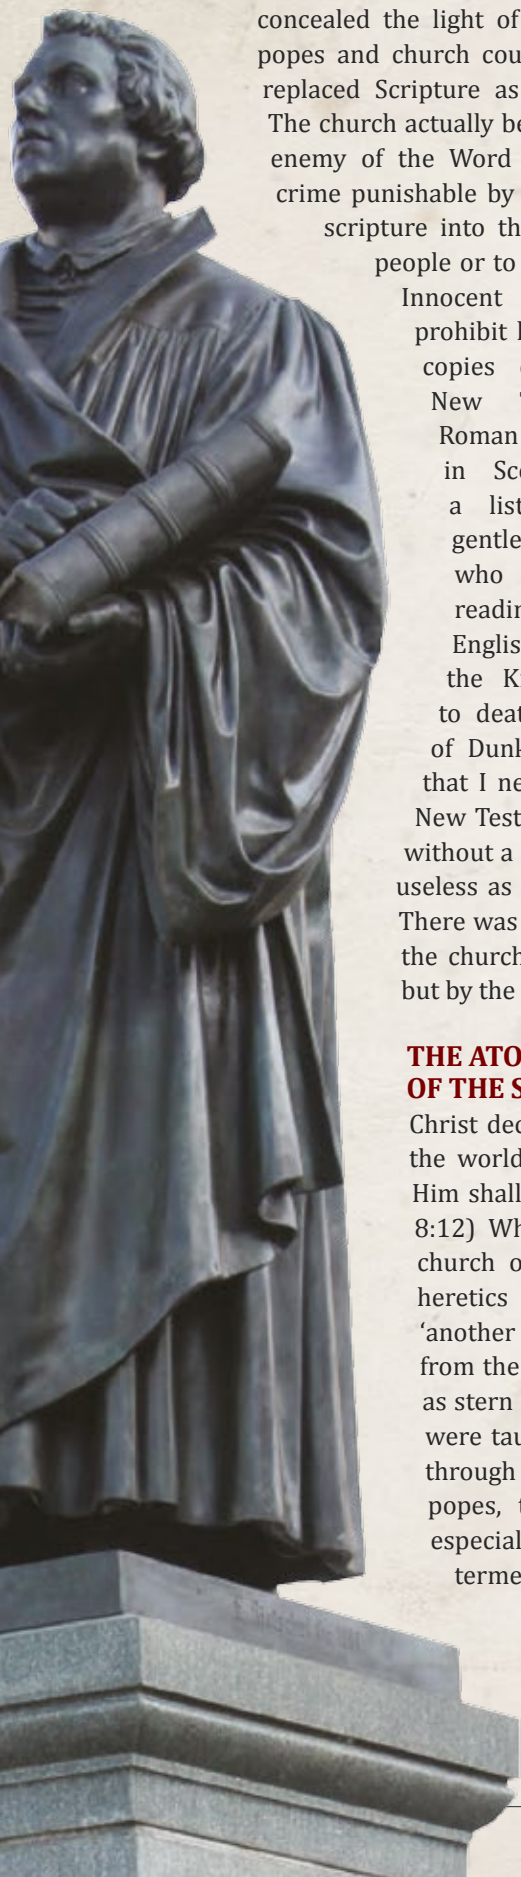 concealed the light of
popes and church cou
replaced Scripture as
The church actually be
enemy of the Word
crime punishable by
scripture into th
people or to
Innocent
prohibit l
copies
New
Roman
in Sco
a list
gentle
who
readin
Englis
the K
to deat
of Dunk
that I ne
New Test
without a
useless as
There was
the church
but by the
THE ATO
OF THE S
Christ dec
the world
Him shall
8:12) Wh
church o
heretics
‘another
from the
as stern
were tau
through
popes, t
especial
terme